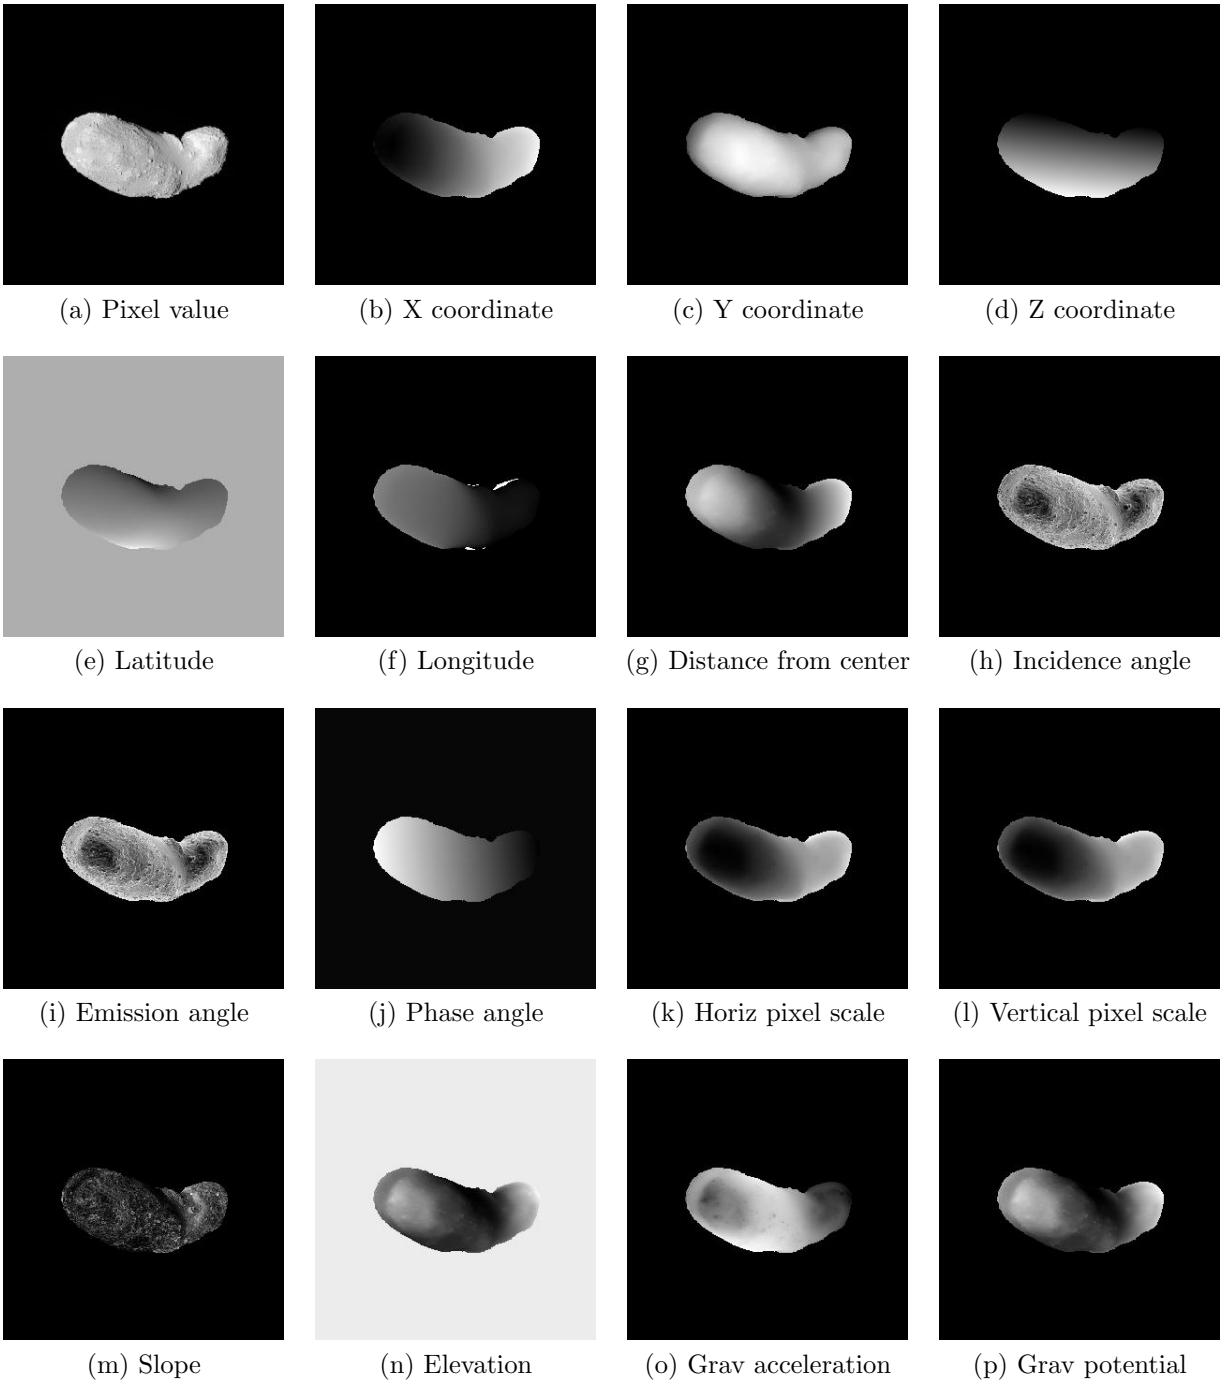 (a) Pixel value
(b) X coordinate
(c) Y coordinate
(d) Z coordinate
(e) Latitude
(f) Longitude
(g) Distance from center
(h) Incidence angle
(i) Emission angle
(j) Phase angle
(k) Horiz pixel scale
(l) Vertical pixel scale
(m) Slope
(n) Elevation
(o) Grav acceleration
(p) Grav potential